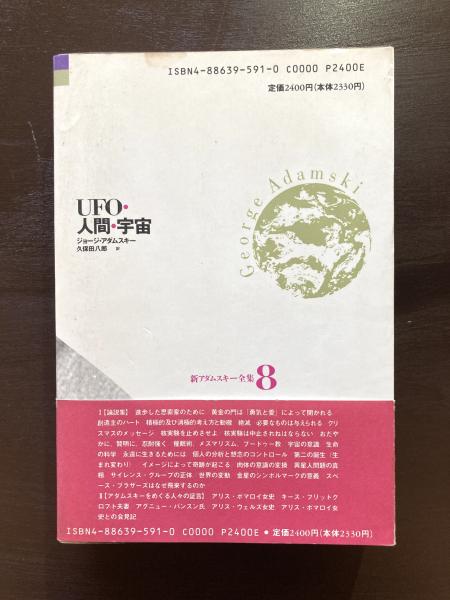 ISBN4-88639-591-0 C0000 P2400E
定価2400円(本体2330円)
George Adamski
UFO・
人間・宇宙
ジョージ・アダムスキー
久保田八郎 訳
新アダムスキー全集8
I【論説集】 進歩した思索家のために 黄金の門は「勇気と愛」によって開かれる
創造主のハート 積極的及び消極的考え方と動機 絶滅 必要なものは与えられる クリ
スマスのメッセージ 核実験を止めさせよ 核実験は中止されねばならない おだや
かに、賢明に、忍耐強く 催眠術、メスメリズム、ブードゥー教 宇宙の意識 生命
の科学 永遠に生きるためには 個人の分析と想念のコントロール 第二の誕生(生
まれ変わり) イメージによって奇跡が起こる 肉体の意識の変換 異星人問題の真
相 サイレンス・グループの正体 世界の変動 金星のシンボルマークの意義 スペ
ース・ブラザーズはなぜ飛来するのか
II【アダムスキーをめぐる人々の証言】 アリス・ポマロイ女史 キース・フリットク
ロフト夫妻 アグニュー・バンスン氏 アリス・ウェルズ女史 アリス・ポマロイ女
史との会見記
ISBN4-88639-591-0 C0000 P2400E ● 定価2400円(本体2330円)